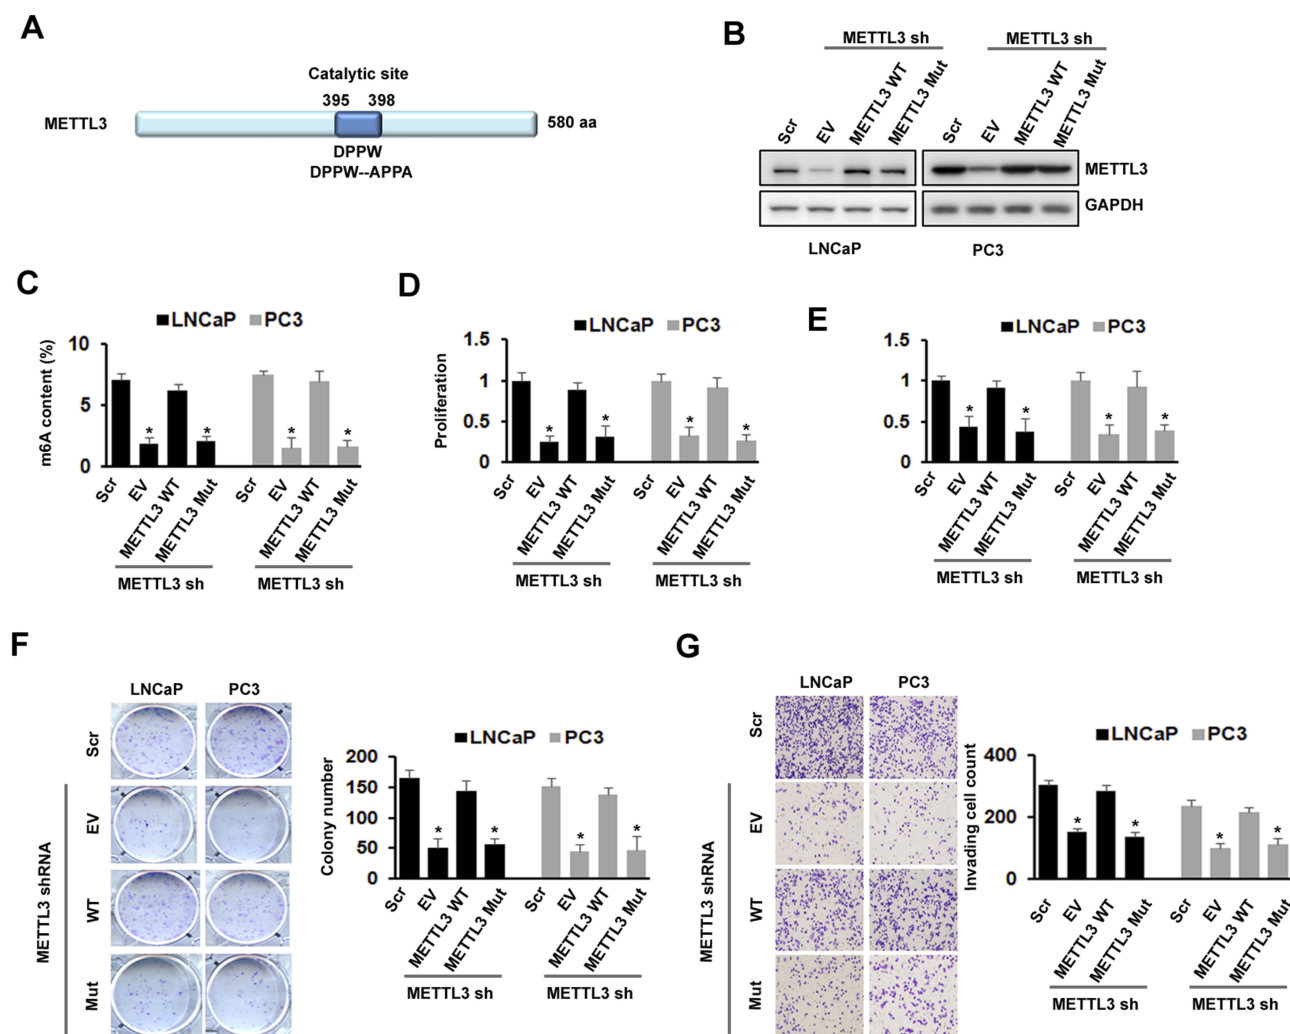 A
Catalytic site
395 398
METTL3
580 aa
DPPW
DPPW--APPA
B
METTL3 sh
METTL3 sh
Scr
EV
METTL3 WT
METTL3 Mut
Scr
EV
METTL3 WT
METTL3 Mut
METTL3
GAPDH
LNCaP
PC3
C
LNCaP PC3
m6A content (%)
10
5
0
Scr
EV
METTL3 WT
METTL3 Mut
Scr
EV
METTL3 WT
METTL3 Mut
* * * *
METTL3 sh
METTL3 sh
D
LNCaP PC3
Proliferation
1.5
1
0.5
0
* * * *
Scr
EV
METTL3 WT
METTL3 Mut
Scr
EV
METTL3 WT
METTL3 Mut
METTL3 sh
METTL3 sh
E
LNCaP PC3
1.5
1
0.5
0
* * * *
Scr
EV
METTL3 WT
METTL3 Mut
Scr
EV
METTL3 WT
METTL3 Mut
METTL3 sh
METTL3 sh
F
LNCaP PC3
Scr
EV
WT
Mut
METTL3 shRNA
LNCaP PC3
Colony number
200
150
100
50
0
* * * *
Scr
EV
METTL3 WT
METTL3 Mut
Scr
EV
METTL3 WT
METTL3 Mut
METTL3 sh
METTL3 sh
G
LNCaP PC3
Scr
EV
WT
Mut
METTL3 shRNA
LNCaP PC3
Invading cell count
400
200
0
* * * *
Scr
EV
METTL3 WT
METTL3 Mut
Scr
EV
METTL3 WT
METTL3 Mut
METTL3 sh
METTL3 sh